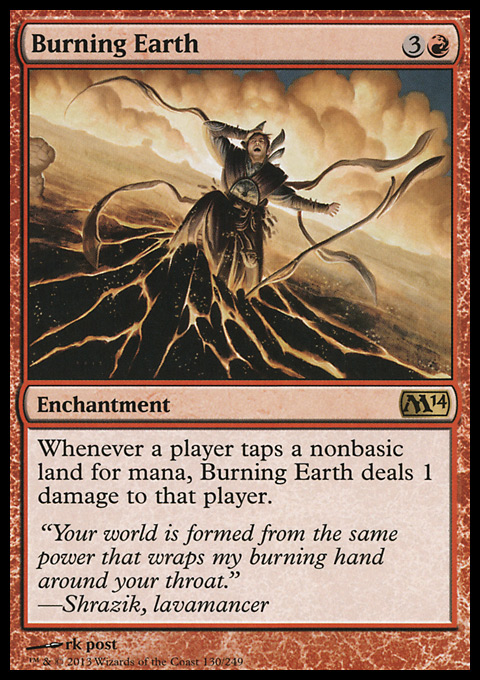 Burning Earth 3
Enchantment M14
Whenever a player taps a nonbasic
land for mana, Burning Earth deals 1
damage to that player.
“Your world is formed from the same
power that wraps my burning hand
around your throat.”
—Shrazik, lavamancer
rk post
™ & © 2013 Wizards of the Coast 130/249